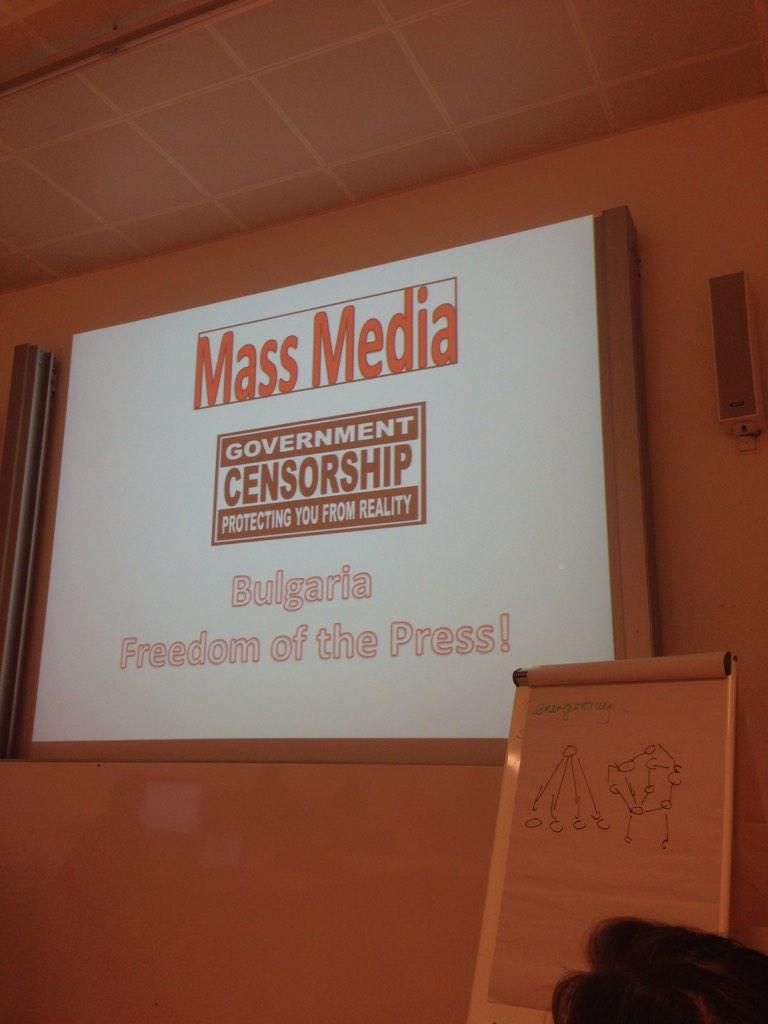 Mass Media
GOVERNMENT
CENSORSHIP
PROTECTING YOU FROM REALITY
Bulgaria
Freedom of the Press!